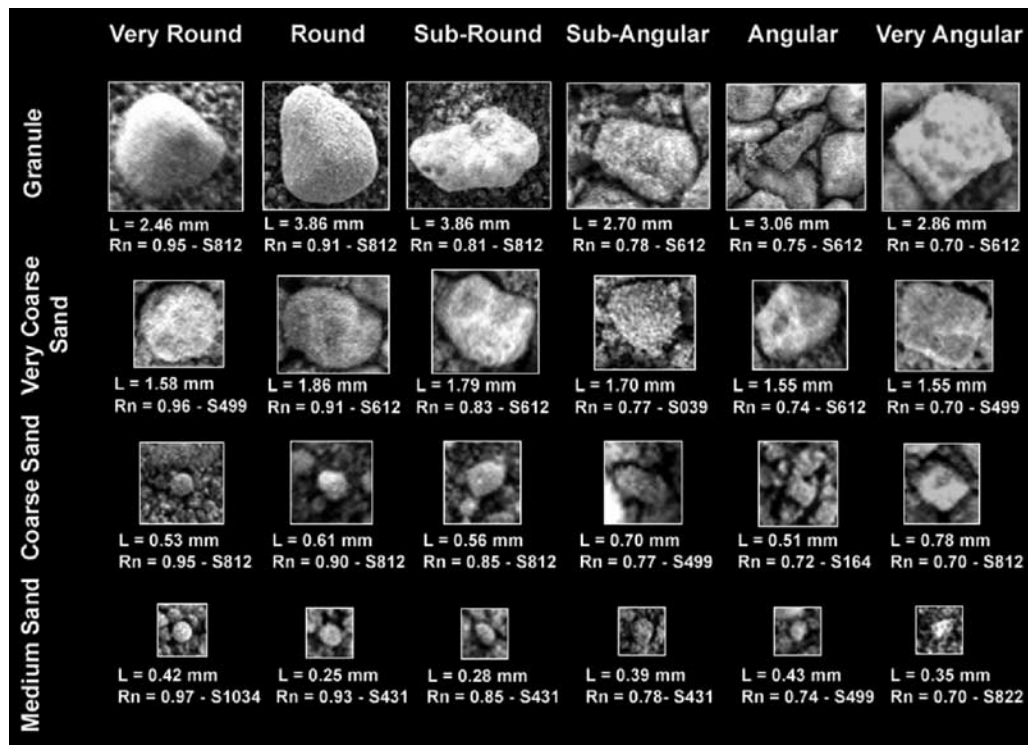 Very Round Round Sub-Round Sub-Angular Angular Very Angular
Granule
L = 2.46 mm L = 3.86 mm L = 3.86 mm L = 2.70 mm L = 3.06 mm L = 2.86 mm
Rn = 0.95 - S812 Rn = 0.91 - S812 Rn = 0.81 - S812 Rn = 0.78 - S612 Rn = 0.75 - S612 Rn = 0.70 - S612
Very Coarse
Sand
L = 1.58 mm L = 1.86 mm L = 1.79 mm L = 1.70 mm L = 1.55 mm L = 1.55 mm
Rn = 0.96 - S499 Rn = 0.91 - S612 Rn = 0.83 - S612 Rn = 0.77 - S039 Rn = 0.74 - S612 Rn = 0.70 - S499
Coarse Sand
L = 0.53 mm L = 0.61 mm L = 0.56 mm L = 0.70 mm L = 0.51 mm L = 0.78 mm
Rn = 0.95 - S812 Rn = 0.90 - S812 Rn = 0.85 - S812 Rn = 0.77 - S499 Rn = 0.72 - S164 Rn = 0.70 - S812
Medium Sand
L = 0.42 mm L = 0.25 mm L = 0.28 mm L = 0.39 mm L = 0.43 mm L = 0.35 mm
Rn = 0.97 - S1034 Rn = 0.93 - S431 Rn = 0.85 - S431 Rn = 0.78- S431 Rn = 0.74 - S499 Rn = 0.70 - S822